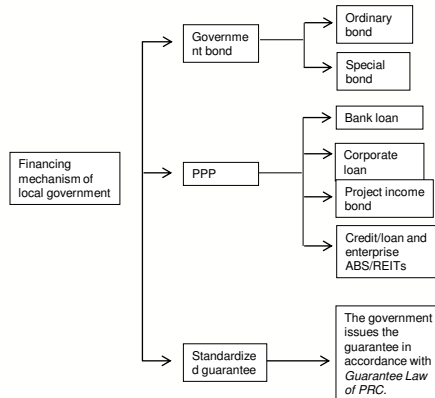 Financing
mechanism of
local government
Governme
nt bond
Ordinary
bond
Special
bond
PPP
Bank loan
Corporate
loan
Project income
bond
Credit/loan and
enterprise
ABS/REITs
Standardize
d guarantee
The government
issues the
guarantee in
accordance with
Guarantee Law
of PRC.